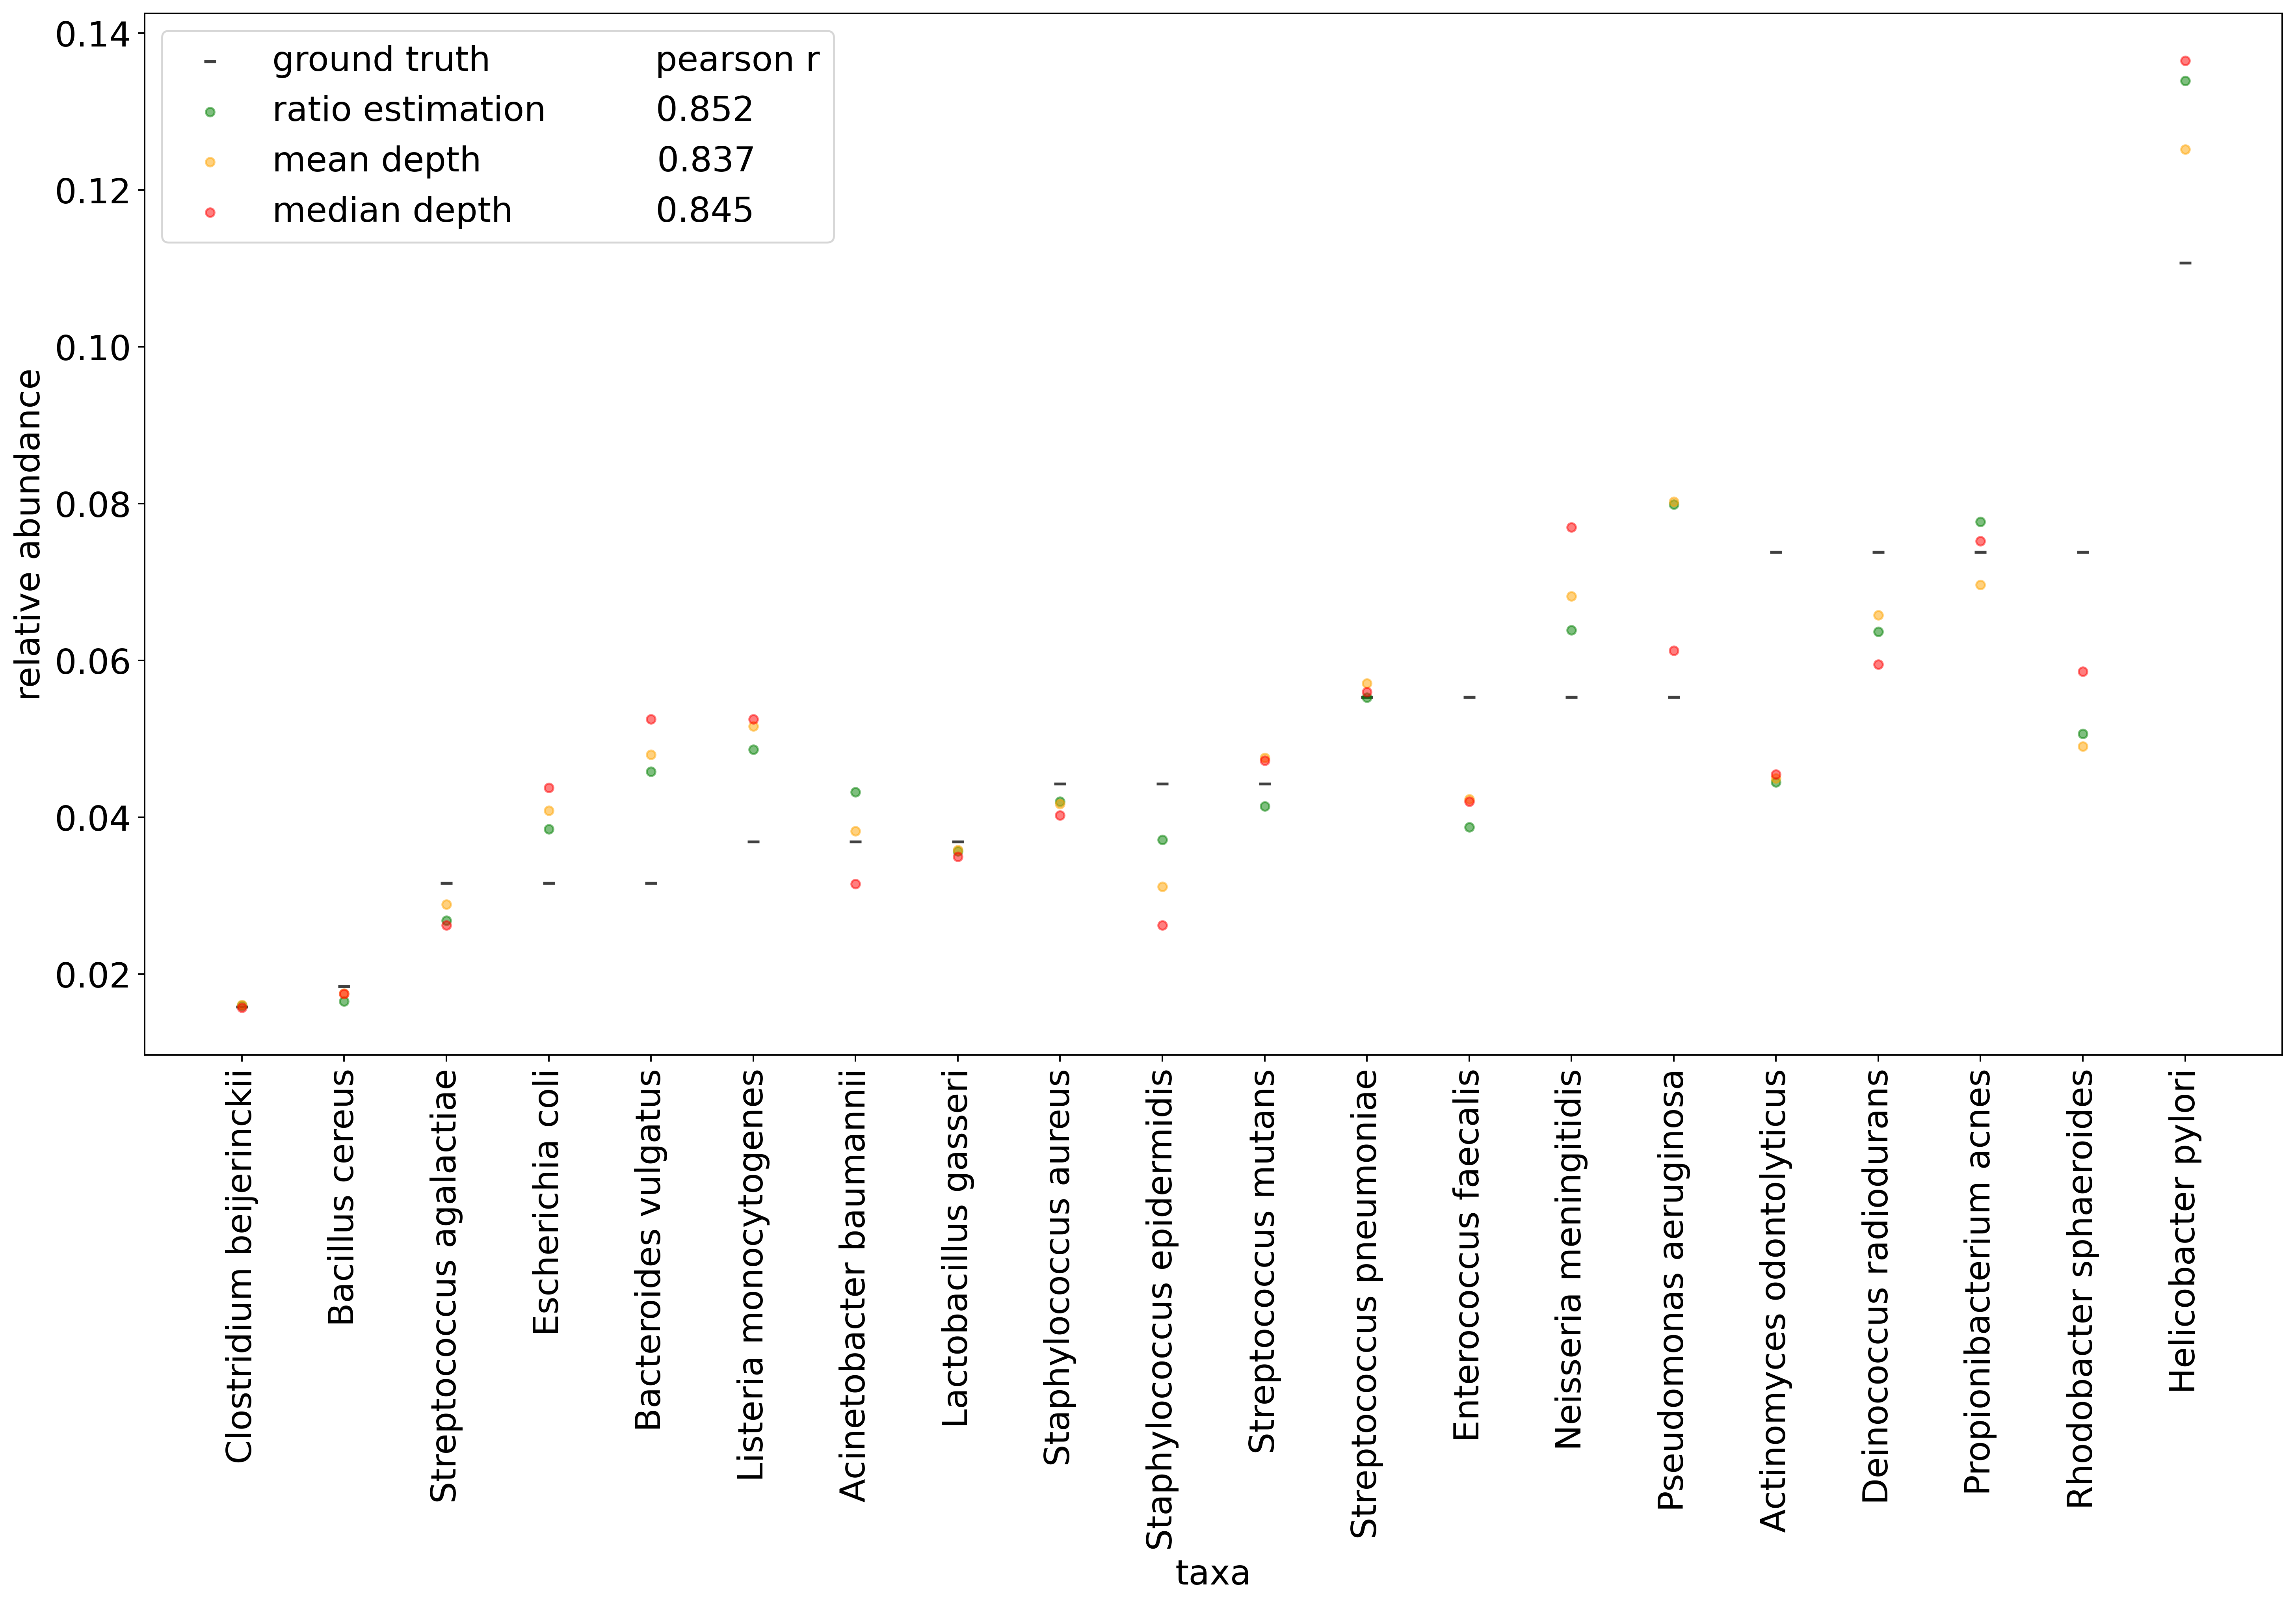 ground truth pearson r
ratio estimation 0.852
mean depth 0.837
median depth 0.845
relative abundance
0.14
0.12
0.10
0.08
0.06
0.04
0.02
Clostridium beijerinckii
Bacillus cereus
Streptococcus agalactiae
Escherichia coli
Bacteroides vulgatus
Listeria monocytogenes
Acinetobacter baumannii
Lactobacillus gasseri
Staphylococcus aureus
Staphylococcus epidermidis
Streptococcus mutans
Streptococcus pneumoniae
Enterococcus faecalis
Neisseria meningitidis
Pseudomonas aeruginosa
Actinomyces odontolyticus
Deinococcus radiodurans
Propionibacterium acnes
Rhodobacter sphaeroides
Helicobacter pylori
taxa